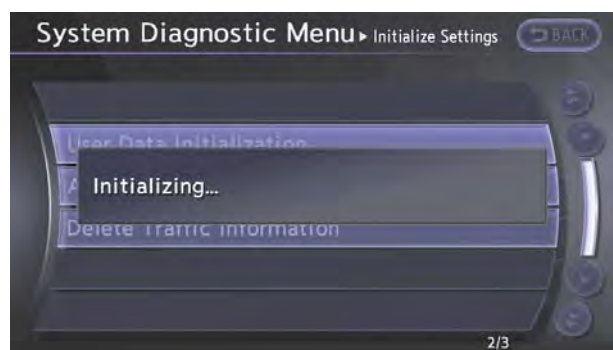 System Diagnostic Menu▸ Initialize Settings
BACK
User Data Initialization
Initializing...
Delete Traffic Information
2/3